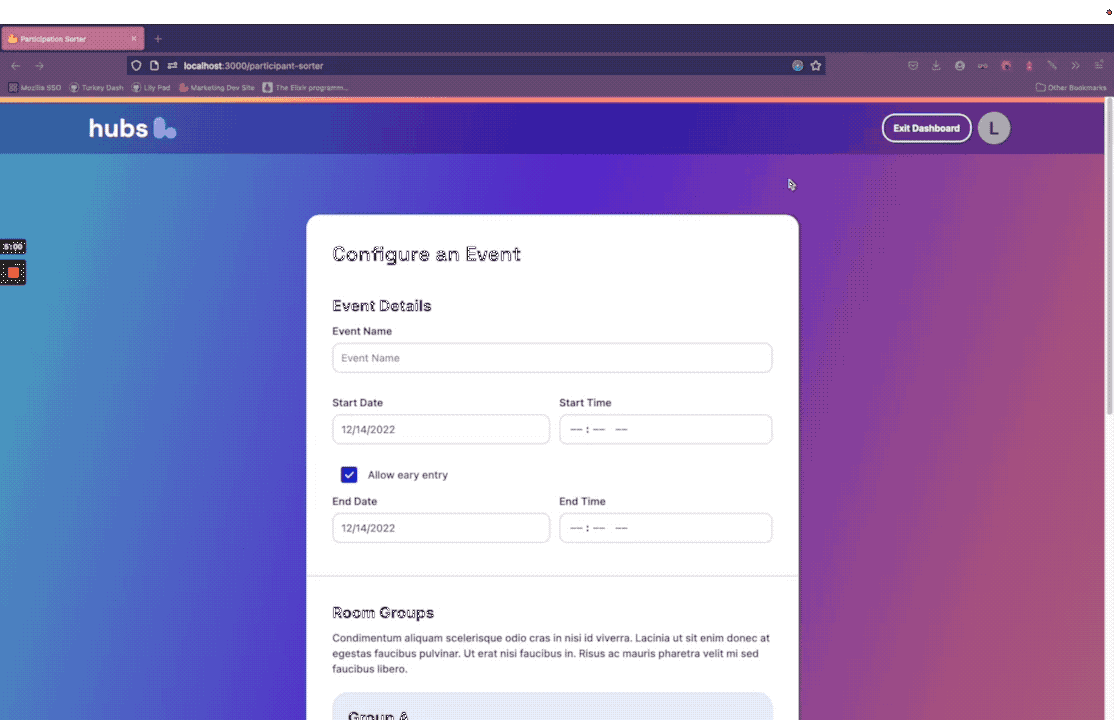 Participation Sorter
localhost:3000/participant-sorter
Mozilla SSO Turkey Dash Lily Pad Marketing Dev Site The Elixir programm... Other Bookmarks
hubs
Exit Dashboard L
5:00
Configure an Event
Event Details
Event Name
Event Name
Start Date Start Time
12/14/2022 -- : -- --
Allow eary entry
End Date End Time
12/14/2022 -- : -- --
Room Groups
Condimentum aliquam scelerisque odio cras in nisi id viverra. Lacinia ut sit enim donec at
egestas faucibus pulvinar. Ut erat nisi faucibus in. Risus ac mauris pharetra velit mi sed
faucibus libero.
Group A